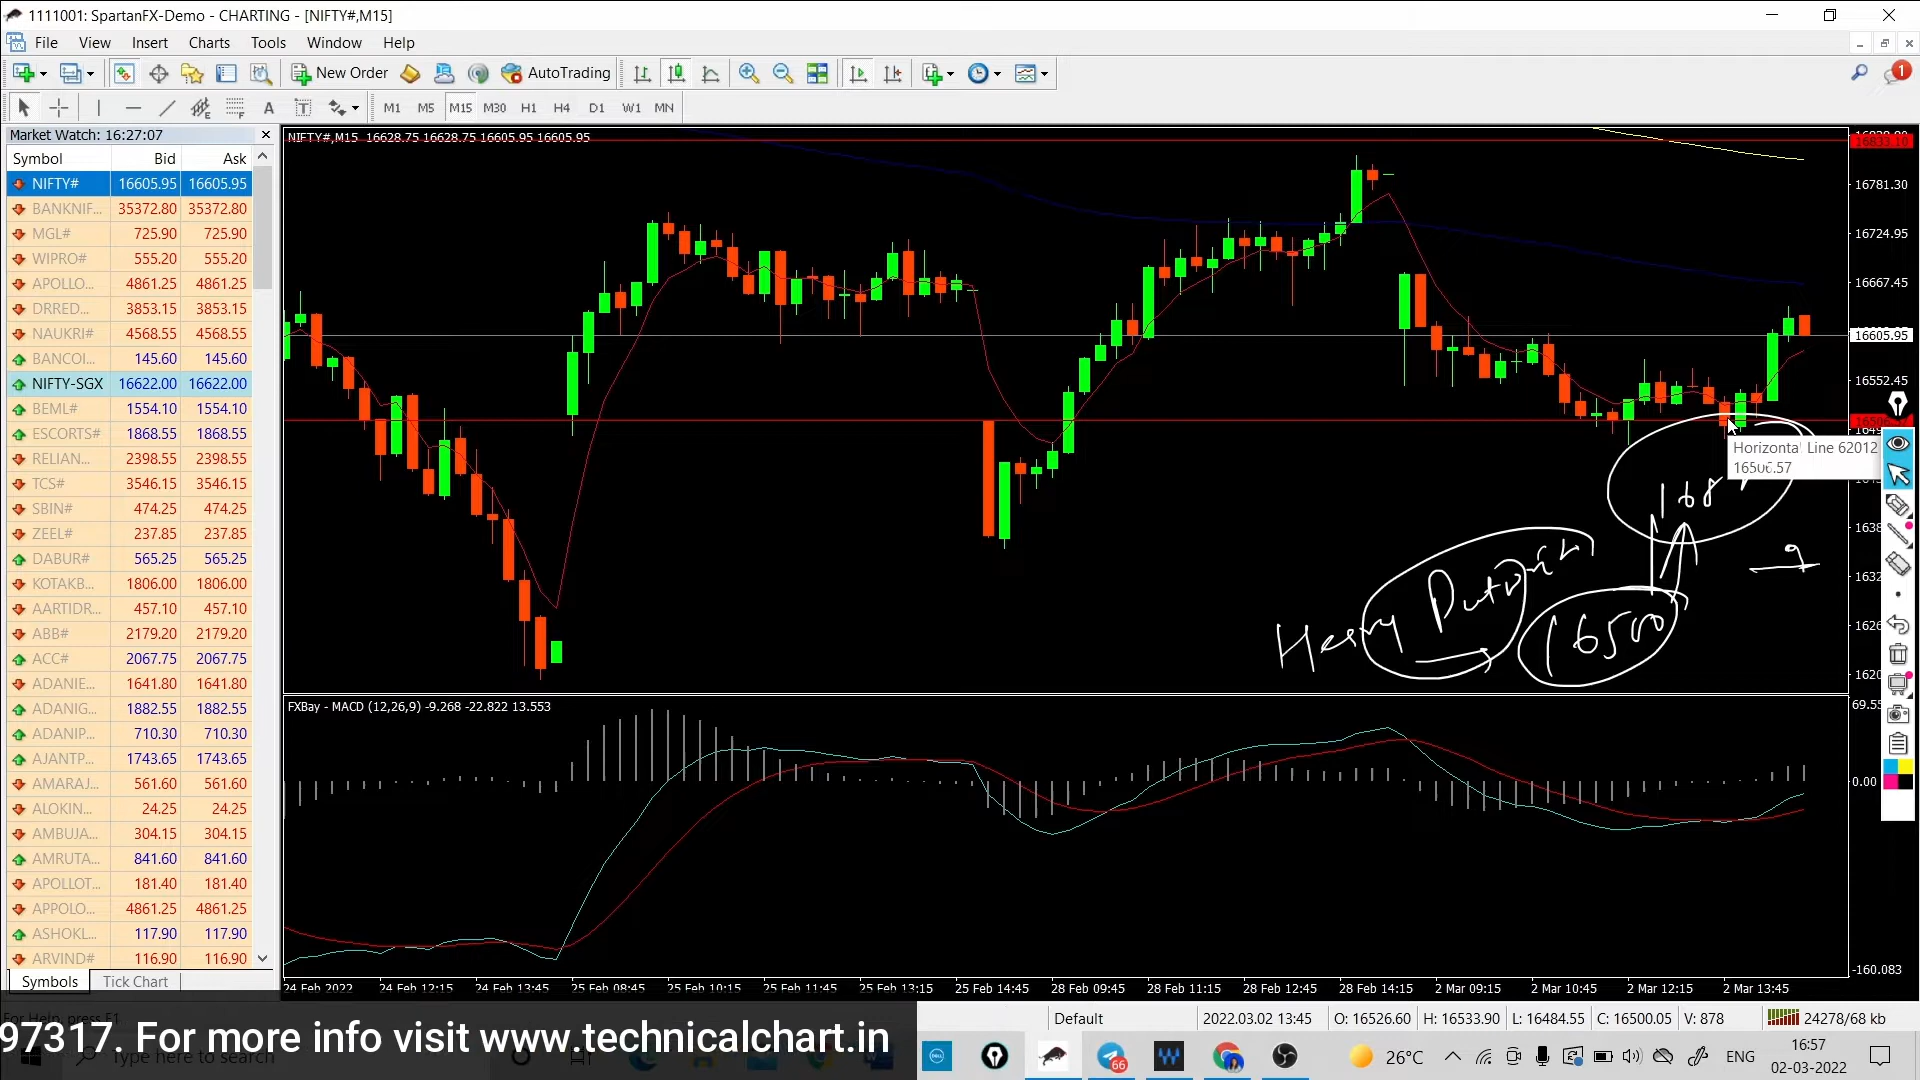 1111001: SpartanFX-Demo - CHARTING - [NIFTY#,M15]
File View Insert Charts Tools Window Help
New Order AutoTrading 1
A T M1 M5 M15 M30 H1 H4 D1 W1 MN
Market Watch: 16:27:07
Symbol Bid Ask
NIFTY# 16605.95 16605.95
BANKNIF... 35372.80 35372.80
MGL# 725.90 725.90
WIPRO# 555.20 555.20
APOLLO... 4861.25 4861.25
DRRED... 3853.15 3853.15
NAUKRI# 4568.55 4568.55
BANCOI... 145.60 145.60
NIFTY-SGX 16622.00 16622.00
BEML# 1554.10 1554.10
ESCORTS# 1868.55 1868.55
RELIAN... 2398.55 2398.55
TCS# 3546.15 3546.15
SBIN# 474.25 474.25
ZEEL# 237.85 237.85
DABUR# 565.25 565.25
KOTAKB... 1806.00 1806.00
AARTIDR... 457.10 457.10
ABB# 2179.20 2179.20
ACC# 2067.75 2067.75
ADANIE... 1641.80 1641.80
ADANIG... 1882.55 1882.55
ADANIP... 710.30 710.30
AJANTP... 1743.65 1743.65
AMARAJ... 561.60 561.60
ALOKIN... 24.25 24.25
AMBUJA... 304.15 304.15
AMRUTA... 841.60 841.60
APOLLOT... 181.40 181.40
APPOLO... 4861.25 4861.25
ASHOKL... 117.90 117.90
ARVIND# 116.90 116.90
Symbols Tick Chart
NIFTY#,M15 16628.75 16628.75 16605.95 16605.95
16833.10
16781.30
16724.95
16667.45
16605.95
16552.45
Horizontal Line 62012
16506.57
16500
FXBay - MACD (12,26,9) -9.268 -22.822 13.553
69.55
0.00
-160.083
24 Feb 2022 24 Feb 12:15 24 Feb 13:45 25 Feb 08:45 25 Feb 10:15 25 Feb 11:45 25 Feb 13:15 25 Feb 14:45 28 Feb 09:45 28 Feb 11:15 28 Feb 12:45 28 Feb 14:15 2 Mar 09:15 2 Mar 10:45 2 Mar 12:15 2 Mar 13:45
For Help, press F1
Default 2022.03.02 13:45 O: 16526.60 H: 16533.90 L: 16484.55 C: 16500.05 V: 878 24278/68 kb
97317. For more info visit www.technicalchart.in
Type here to search
66 26°C ENG 16:57
02-03-2022